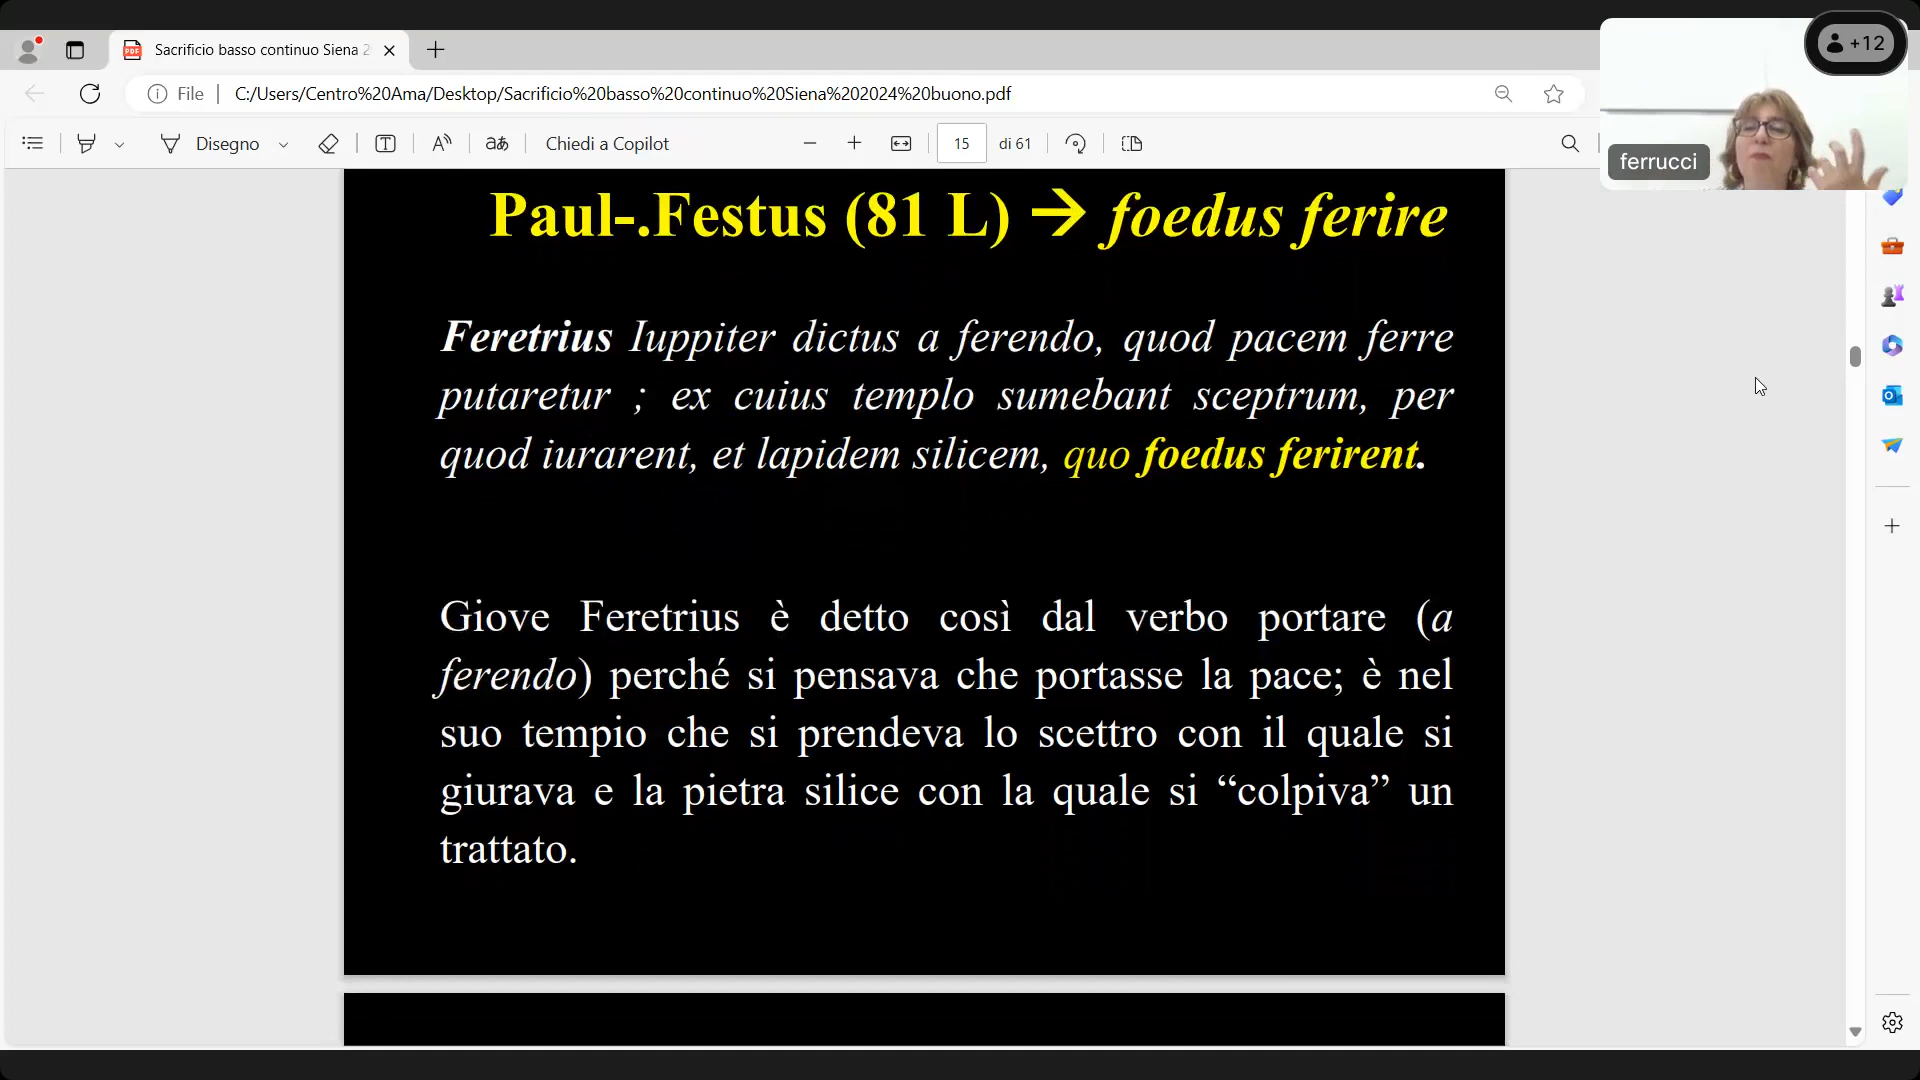 Sacrificio basso continuo Siena 2
+12
File
C:/Users/Centro%20Ama/Desktop/Sacrificio%20basso%20continuo%20Siena%202024%20buono.pdf
Disegno
Chiedi a Copilot
15 di 61
ferrucci
Paul-.Festus (81 L) → foedus ferire
Feretrius Iuppiter dictus a ferendo, quod pacem ferre
putaretur ; ex cuius templo sumebant sceptrum, per
quod iurarent, et lapidem silicem, quo foedus ferirent.
Giove Feretrius è detto così dal verbo portare (a
ferendo) perché si pensava che portasse la pace; è nel
suo tempio che si prendeva lo scettro con il quale si
giurava e la pietra silice con la quale si “colpiva” un
trattato.